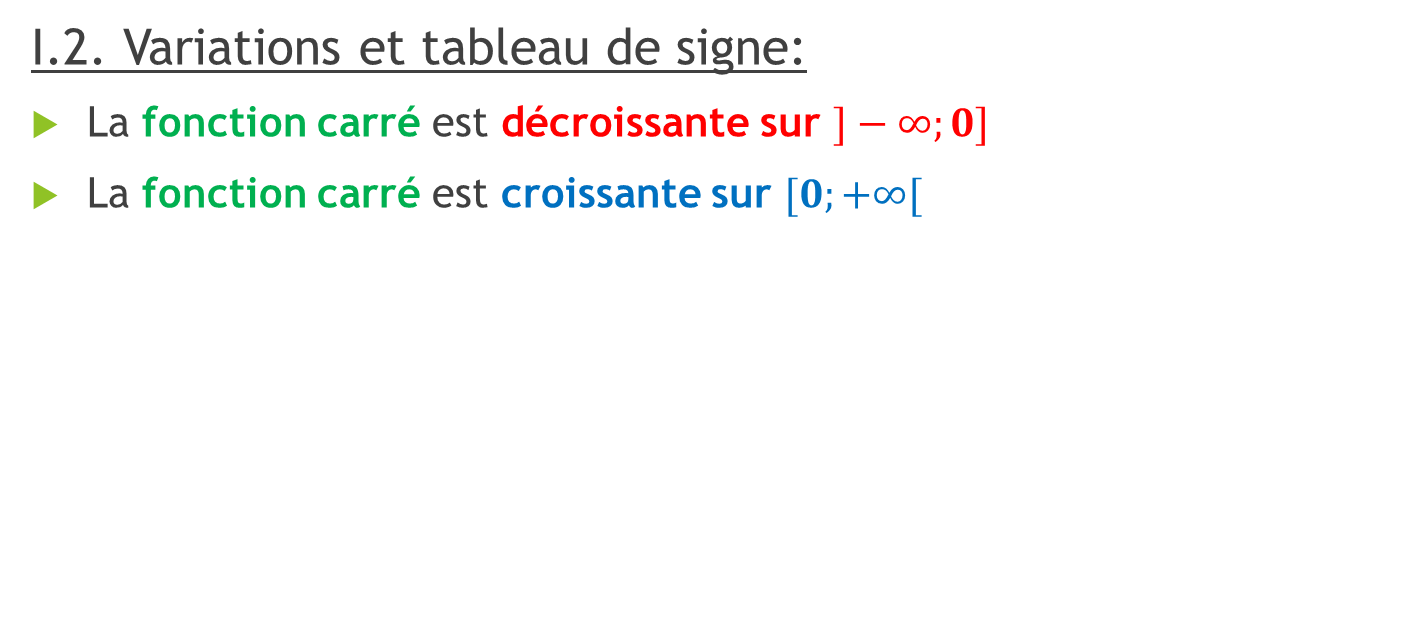 I.2. Variations et tableau de signe:
La fonction carré est décroissante sur ]−∞;0]
La fonction carré est croissante sur [0;+∞[